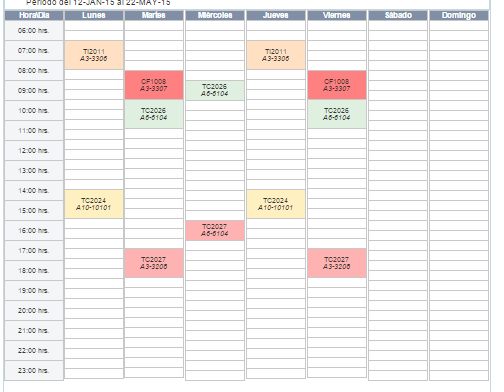 Periodo del 12-JAN-15 al 22-MAY-15
Hora\Dia Lunes Martes Miércoles Jueves Viernes Sábado Domingo
06:00 hrs.
07:00 hrs.
TI2011 TI2011
A3-3306 A3-3306
08:00 hrs.
CF1008 CF1008
A3-3307 A3-3307
09:00 hrs.
TC2026
A6-6104
10:00 hrs.
TC2026 TC2026
A6-6104 A6-6104
11:00 hrs.
12:00 hrs.
13:00 hrs.
14:00 hrs.
TC2024 TC2024
A10-10101 A10-10101
15:00 hrs.
16:00 hrs.
TC2027
A6-6104
17:00 hrs.
TC2027 TC2027
A3-3208 A3-3208
18:00 hrs.
19:00 hrs.
20:00 hrs.
21:00 hrs.
22:00 hrs.
23:00 hrs.